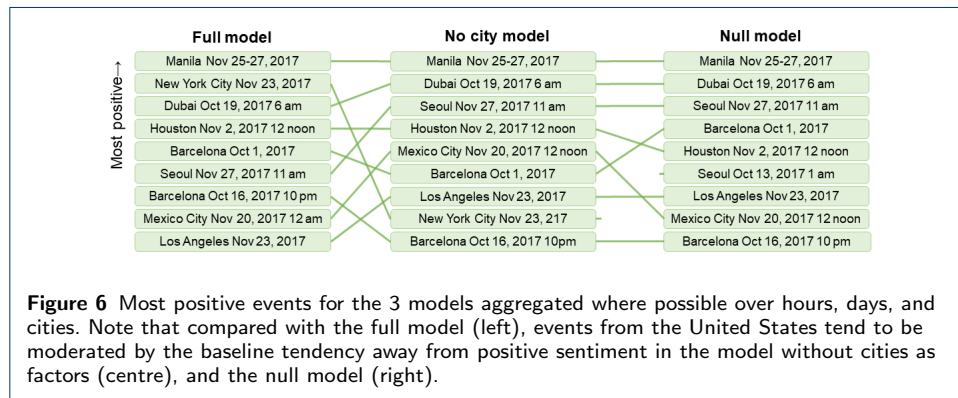 Full model
No city model
Null model
Most positive→
Manila Nov 25-27, 2017
New York City Nov 23, 2017
Dubai Oct 19, 2017 6 am
Houston Nov 2, 2017 12 noon
Barcelona Oct 1, 2017
Seoul Nov 27, 2017 11 am
Barcelona Oct 16, 2017 10 pm
Mexico City Nov 20, 2017 12 am
Los Angeles Nov 23, 2017
Manila Nov 25-27, 2017
Dubai Oct 19, 2017 6 am
Seoul Nov 27, 2017 11 am
Houston Nov 2, 2017 12 noon
Mexico City Nov 20, 2017 12 noon
Barcelona Oct 1, 2017
Los Angeles Nov 23, 2017
New York City Nov 23, 217
Barcelona Oct 16, 2017 10pm
Manila Nov 25-27, 2017
Dubai Oct 19, 2017 6 am
Seoul Nov 27, 2017 11 am
Barcelona Oct 1, 2017
Houston Nov 2, 2017 12 noon
Seoul Oct 13, 2017 1 am
Los Angeles Nov 23, 2017
Mexico City Nov 20, 2017 12 noon
Barcelona Oct 16, 2017 10 pm
Figure 6 Most positive events for the 3 models aggregated where possible over hours, days, and
cities. Note that compared with the full model (left), events from the United States tend to be
moderated by the baseline tendency away from positive sentiment in the model without cities as
factors (centre), and the null model (right).